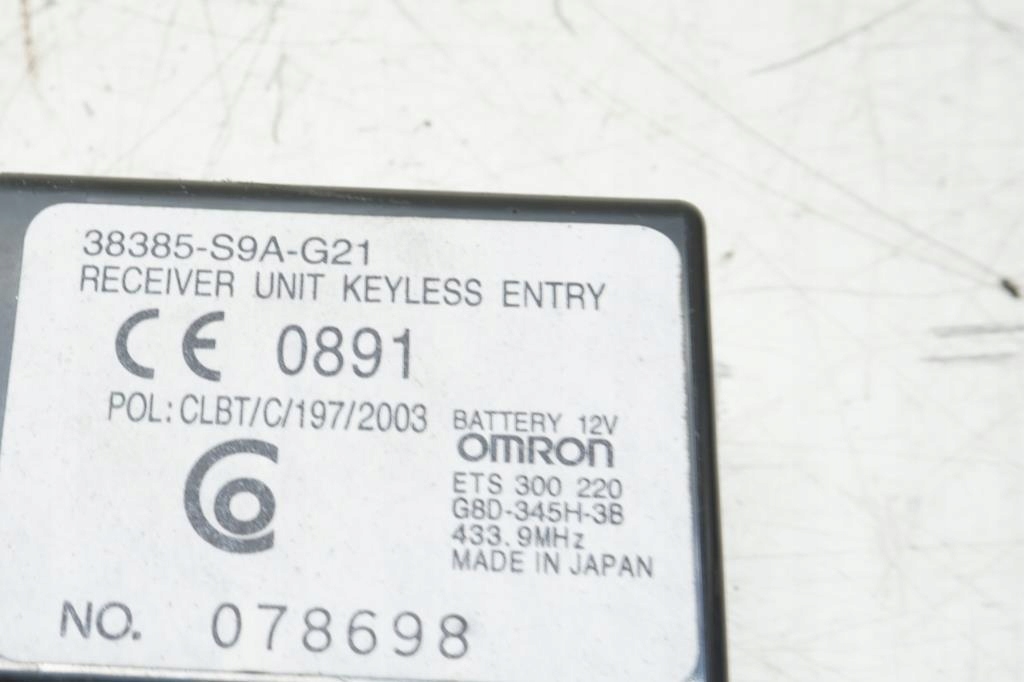 38385-S9A-G21
RECEIVER UNIT KEYLESS ENTRY
CE 0891
POL: CLBT/C/197/2003
BATTERY 12V
OMRON
ETS 300 220
G8D-345H-3B
433.9MHz
MADE IN JAPAN
NO. 078698